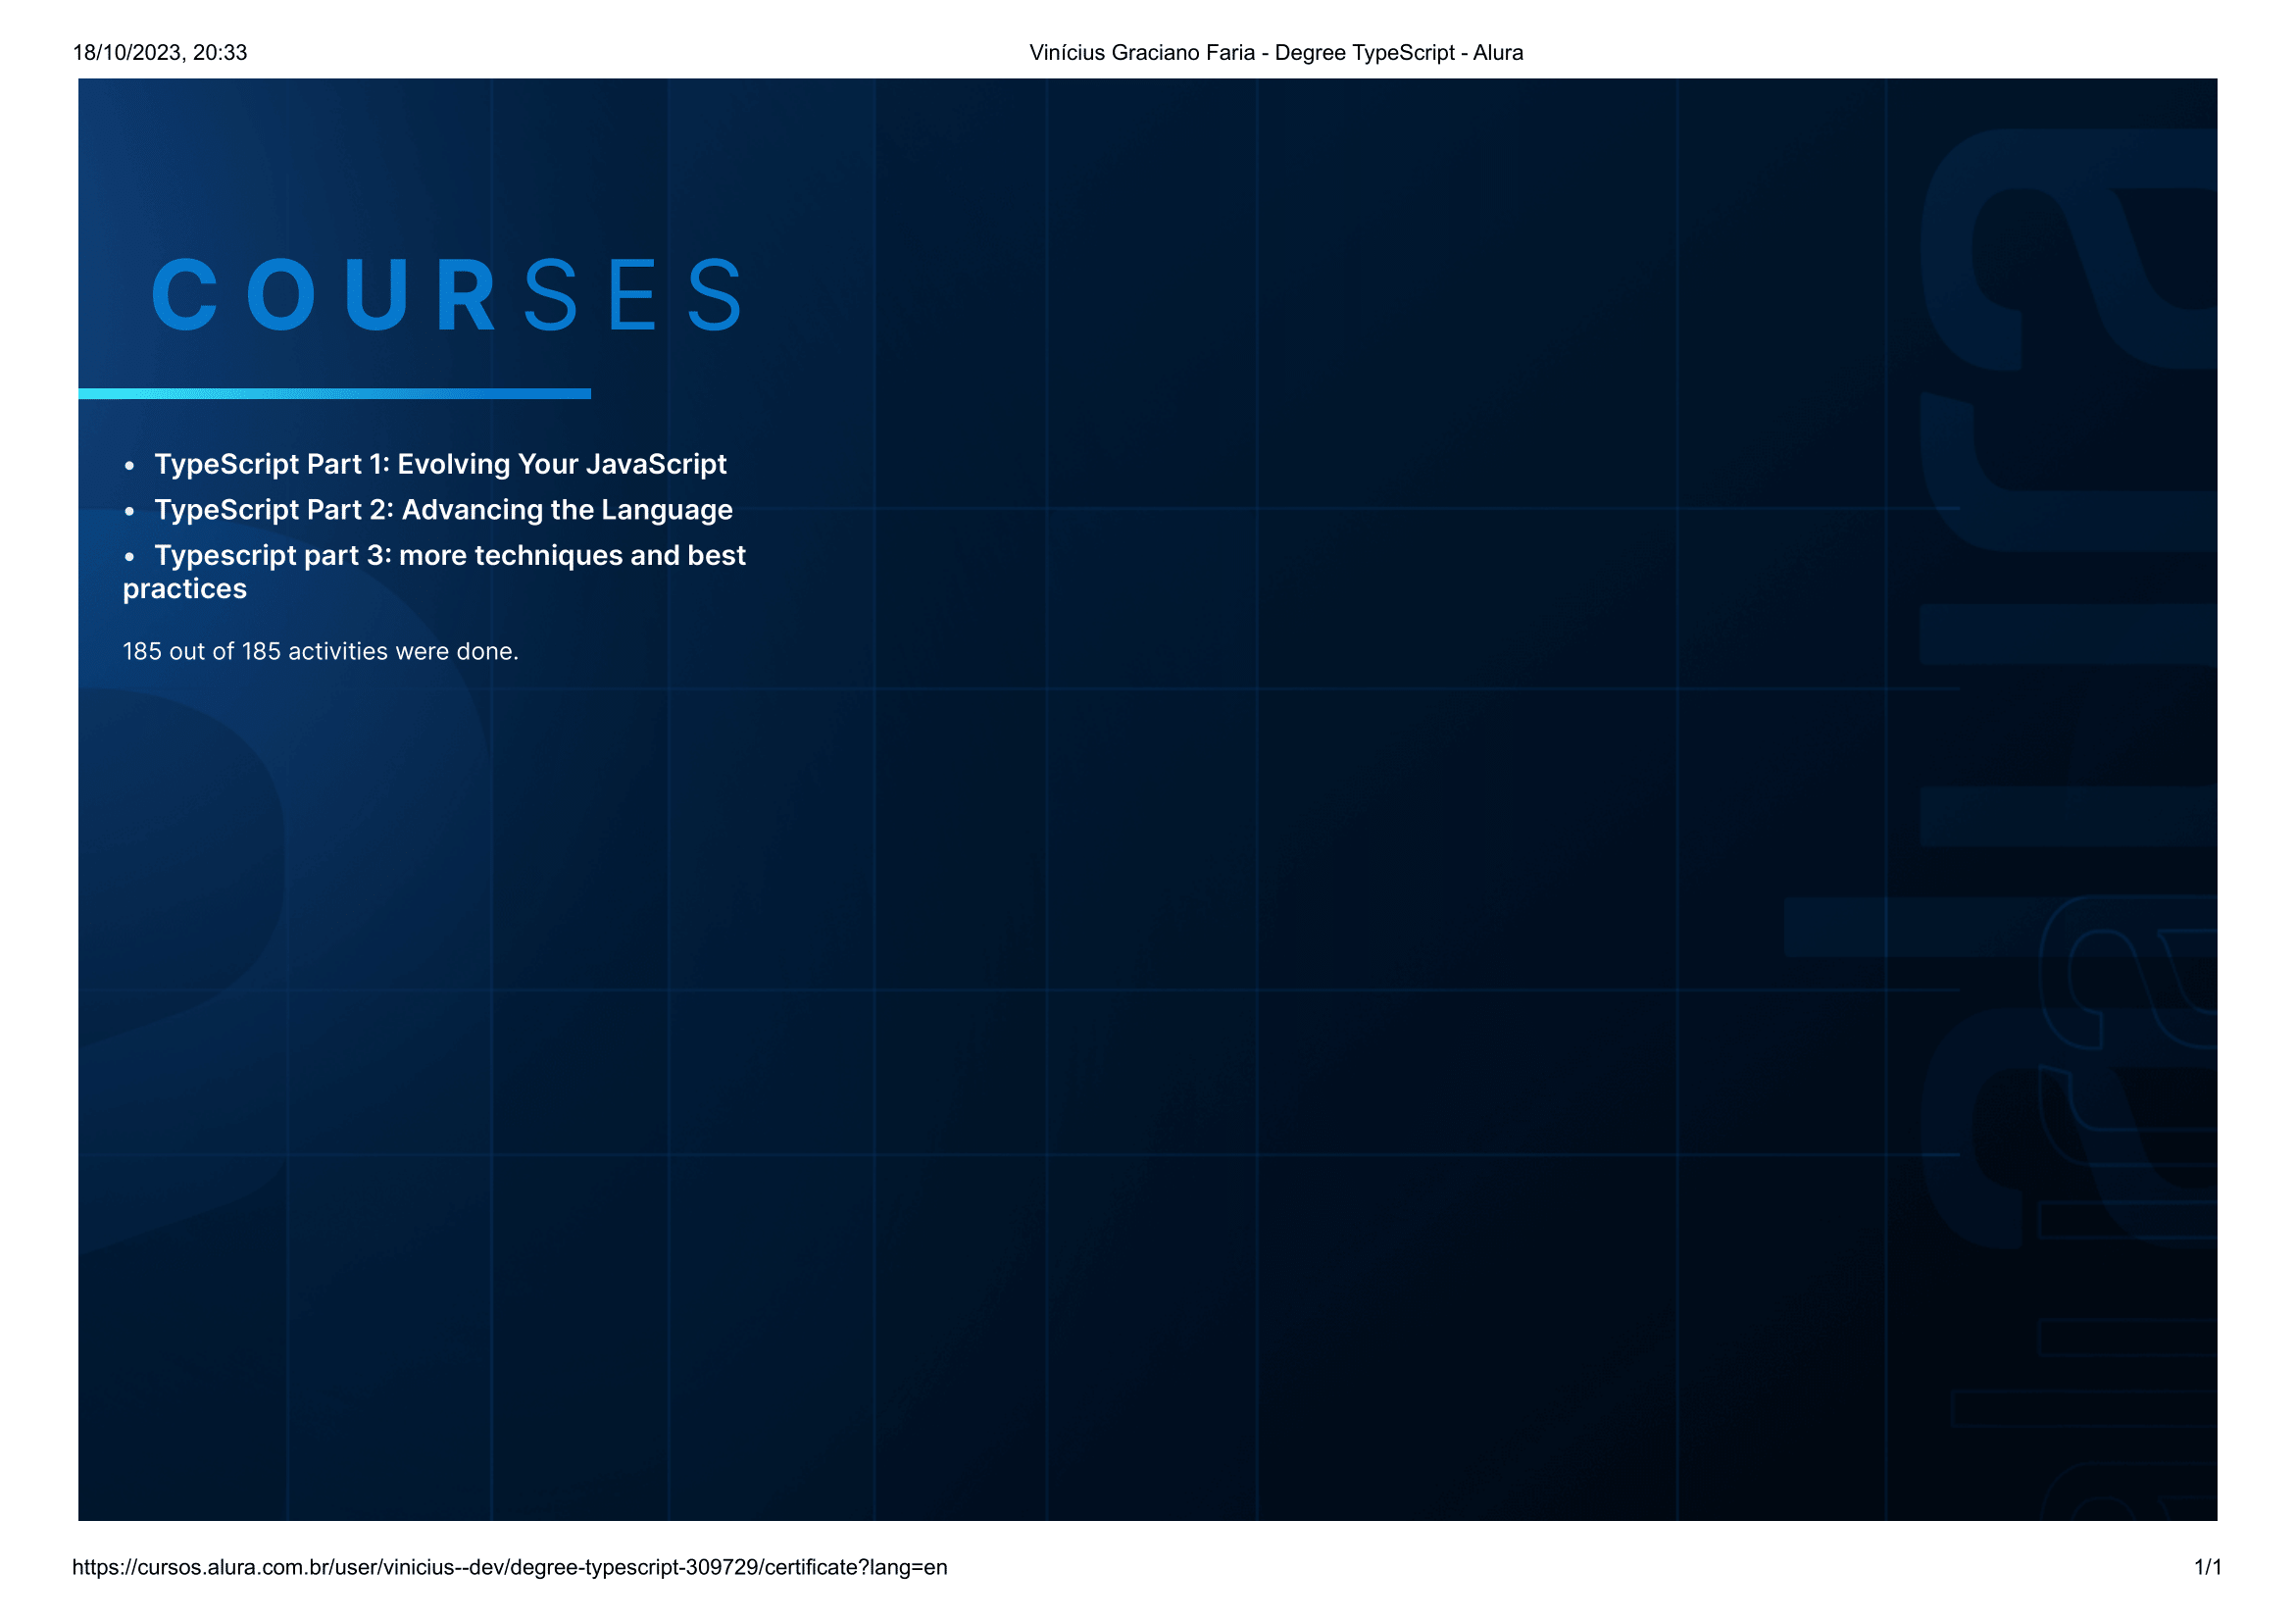 18/10/2023, 20:33
Vinícius Graciano Faria - Degree TypeScript - Alura
COURSES
• TypeScript Part 1: Evolving Your JavaScript
• TypeScript Part 2: Advancing the Language
• Typescript part 3: more techniques and best
practices
185 out of 185 activities were done.
alura
alura
https://cursos.alura.com.br/user/vinicius--dev/degree-typescript-309729/certificate?lang=en
1/1